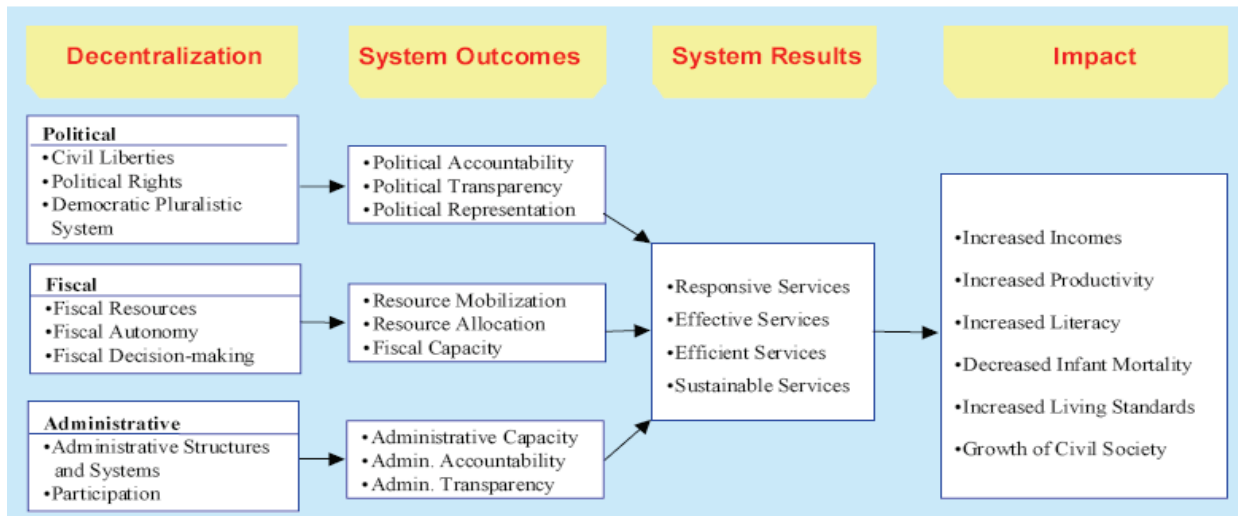 Decentralization
System Outcomes
System Results
Impact
Political
•Civil Liberties
•Political Rights
•Democratic Pluralistic
System
Fiscal
•Fiscal Resources
•Fiscal Autonomy
•Fiscal Decision-making
Administrative
•Administrative Structures
and Systems
•Participation
•Political Accountability
•Political Transparency
•Political Representation
•Resource Mobilization
•Resource Allocation
•Fiscal Capacity
•Administrative Capacity
•Admin. Accountability
•Admin. Transparency
•Responsive Services
•Effective Services
•Efficient Services
•Sustainable Services
•Increased Incomes
•Increased Productivity
•Increased Literacy
•Decreased Infant Mortality
•Increased Living Standards
•Growth of Civil Society